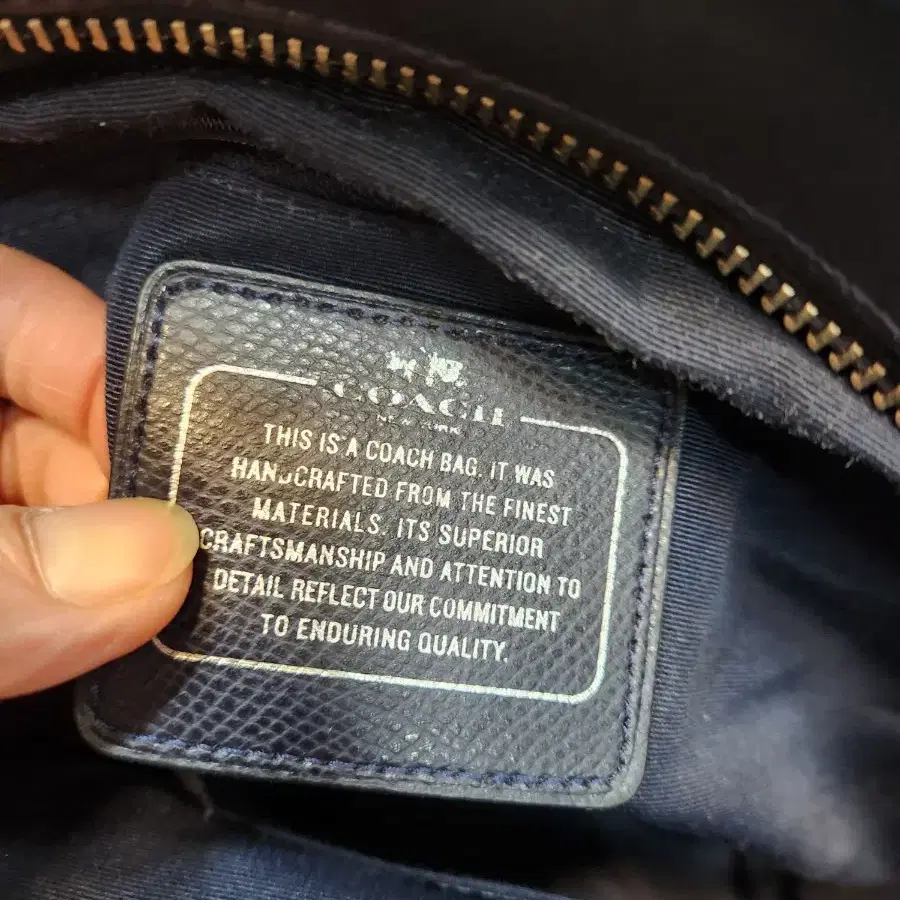 COACH
NEW YORK
THIS IS A COACH BAG. IT WAS
HANDCRAFTED FROM THE FINEST
MATERIALS. ITS SUPERIOR
CRAFTSMANSHIP AND ATTENTION TO
DETAIL REFLECT OUR COMMITMENT
TO ENDURING QUALITY.